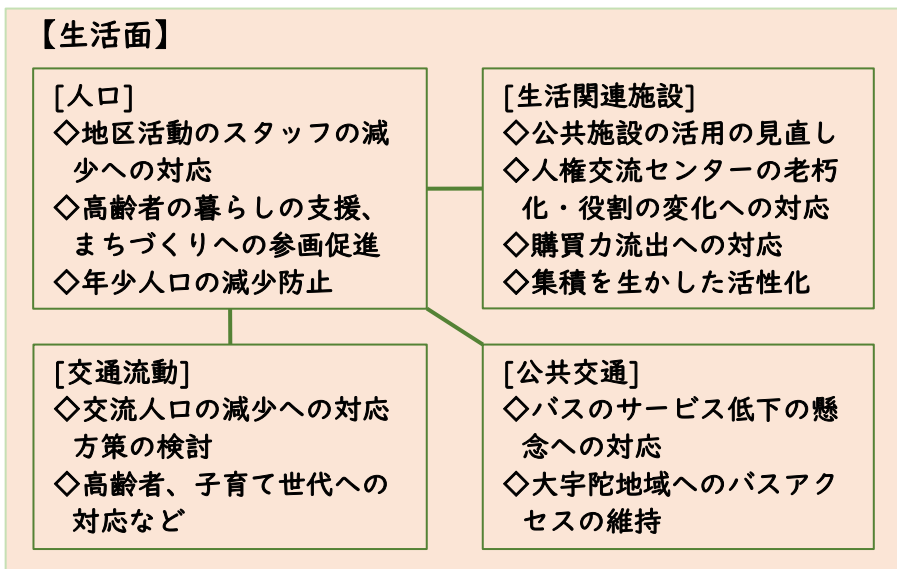 【生活面】
[人口]
◇地区活動のスタッフの減
少への対応
◇高齢者の暮らしの支援、
まちづくりへの参画促進
◇年少人口の減少防止
[生活関連施設]
◇公共施設の活用の見直し
◇人権交流センターの老朽
化・役割の変化への対応
◇購買力流出への対応
◇集積を生かした活性化
[交通流動]
◇交流人口の減少への対応
方策の検討
◇高齢者、子育て世代への
対応など
[公共交通]
◇バスのサービス低下の懸
念への対応
◇大宇陀地域へのバスアク
セスの維持